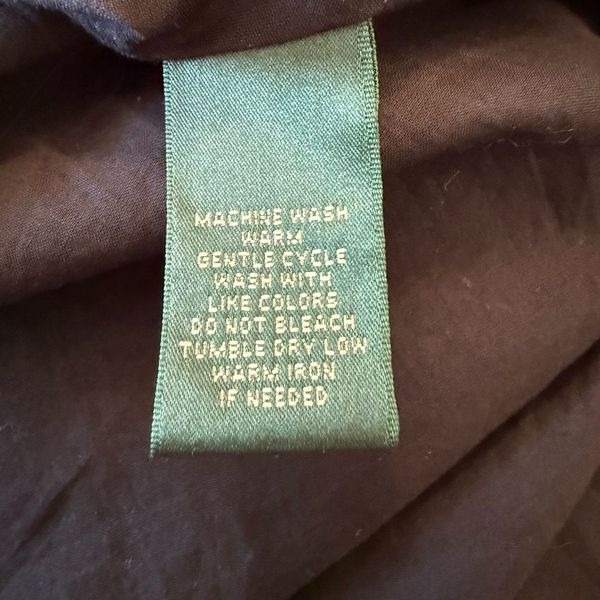 MACHINE WASH
WARM
GENTLE CYCLE
WASH WITH
LIKE COLORS
DO NOT BLEACH
TUMBLE DRY LOW
WARM IRON
IF NEEDED